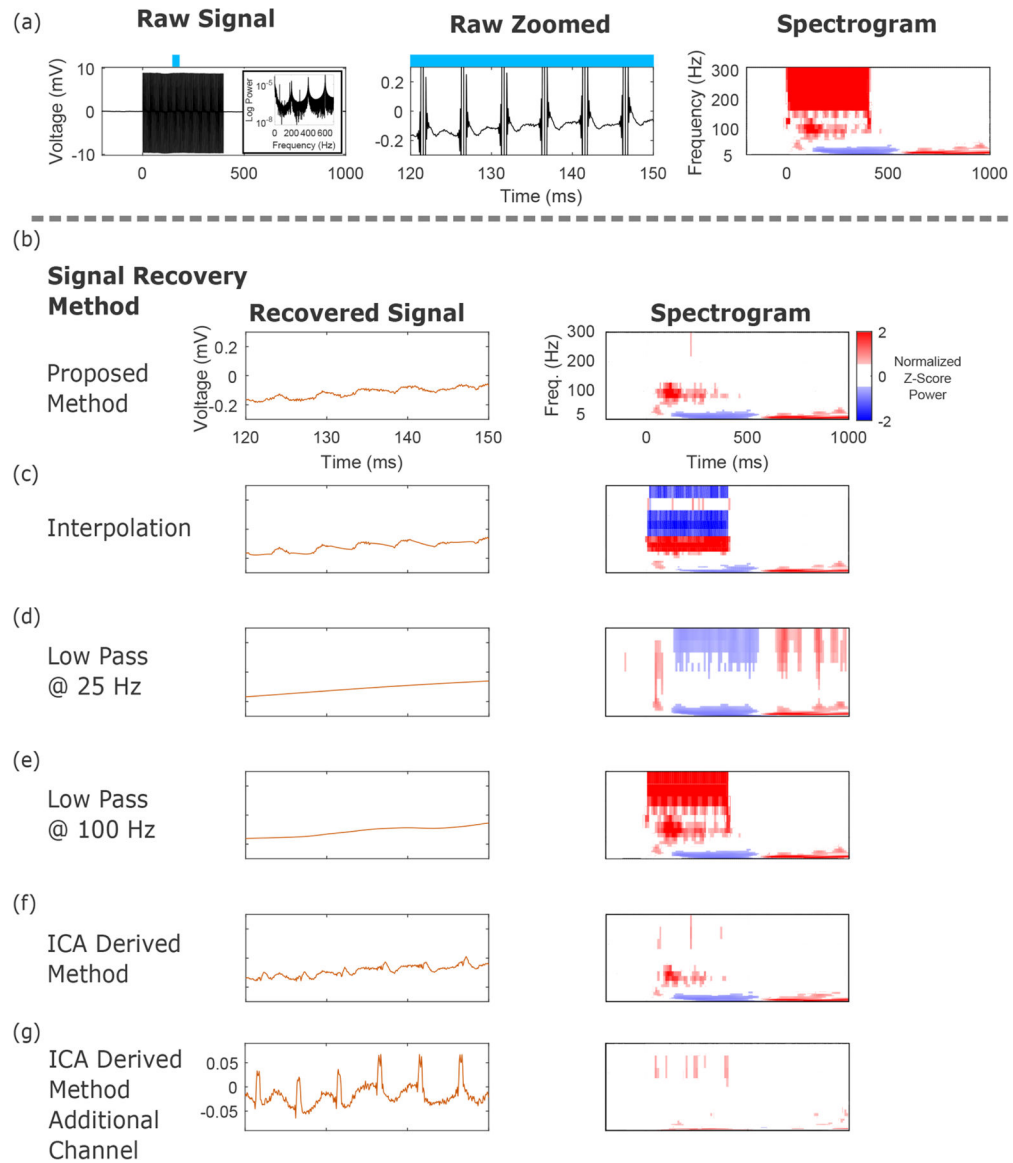 (a)
Raw Signal
Raw Zoomed
Spectrogram
Voltage (mV)
10
0
-10
0
500
1000
Log Power
10-5
10-8
0 200 400 600
Frequency (Hz)
0.2
0
-0.2
120
130
140
150
Time (ms)
Frequency (Hz)
300
200
100
5
0
500
1000
Time (ms)
(b)
Signal Recovery
Method
Recovered Signal
Spectrogram
Proposed
Method
Voltage (mV)
0.2
0
-0.2
120
130
140
150
Time (ms)
Freq. (Hz)
300
200
100
5
0
500
1000
Time (ms)
2
0
-2
Normalized
Z-Score
Power
(c)
Interpolation
(d)
Low Pass
@ 25 Hz
(e)
Low Pass
@ 100 Hz
(f)
ICA Derived
Method
(g)
ICA Derived
Method
Additional
Channel
0.05
0
-0.05